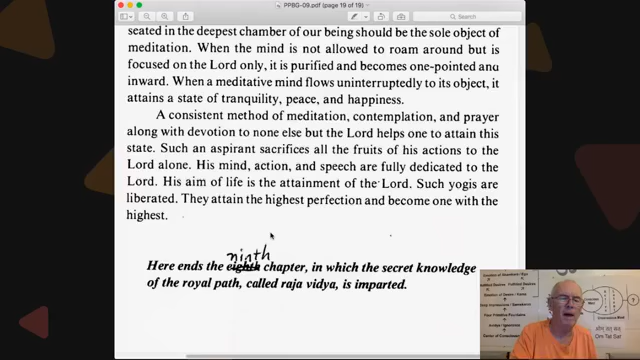 PPBG-09.pdf (page 19 of 19)
Search
seated in the deepest chamber of our being should be the sole object
of meditation. When the mind is not allowed to roam around but is
focused on the Lord only, it is purified and becomes one-pointed and
inward. When a meditative mind flows uninterruptedly to its object, it
attains a state of tranquility, peace, and happiness.
A consistent method of meditation, contemplation, and prayer
along with devotion to none else but the Lord helps one to attain this
state. Such an aspirant sacrifices all the fruits of his actions to the
Lord alone. His mind, action, and speech are fully dedicated to the
Lord. His aim of life is the attainment of the Lord. Such yogis are
liberated. They attain the highest perfection and become one with the
highest.
ninth
Here ends the eighth chapter, in which the secret knowledge
of the royal path, called raja vidya, is imparted.
Om Tat Sat